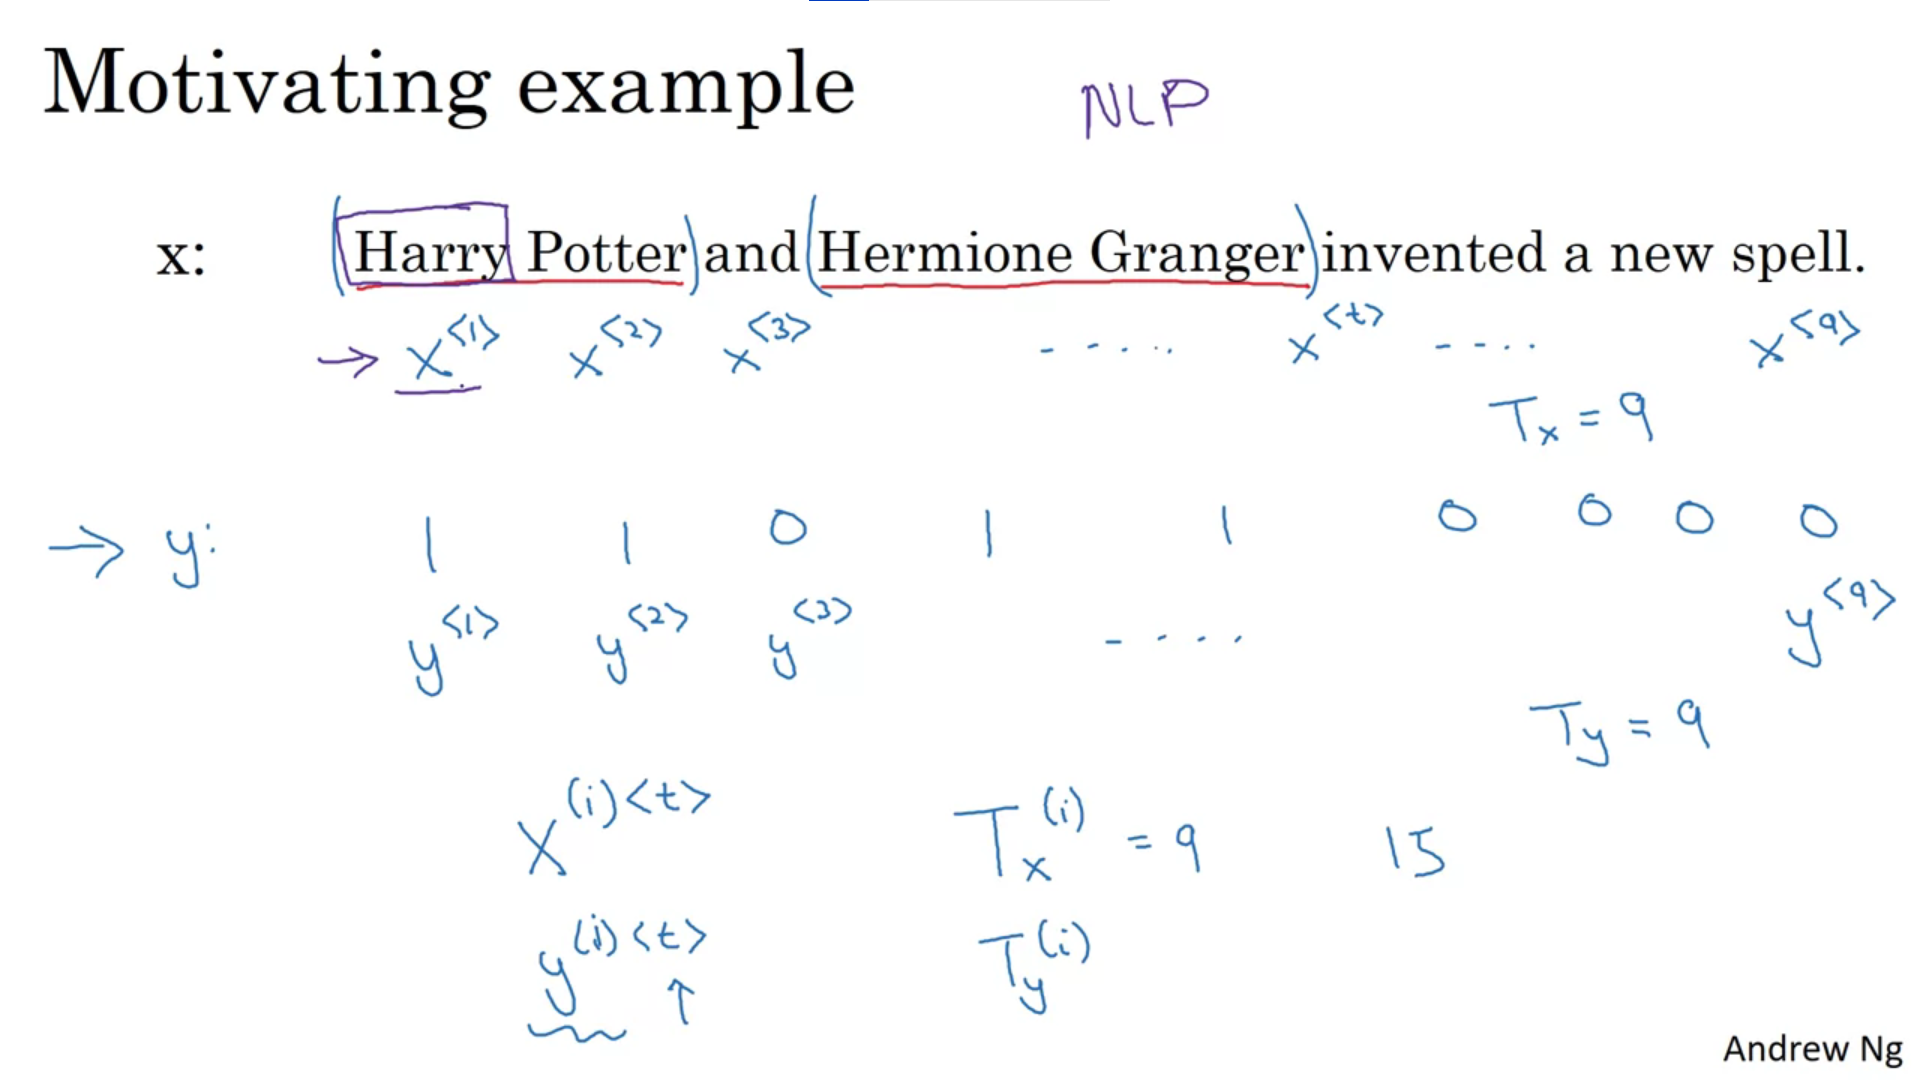 Motivating example NLP
x: (Harry Potter) and (Hermione Granger) invented a new spell.
→ x<1> x<2> x<3> - - . . . x<t> - - . . x<9>
Tx = 9
→ y: 1 1 0 1 1 0 0 0 0
y<1> y<2> y<3> - . . . y<9>
Ty = 9
x(i)<t> Tx(i) = 9 15
y(i)<t> Ty(i)
↑
Andrew Ng